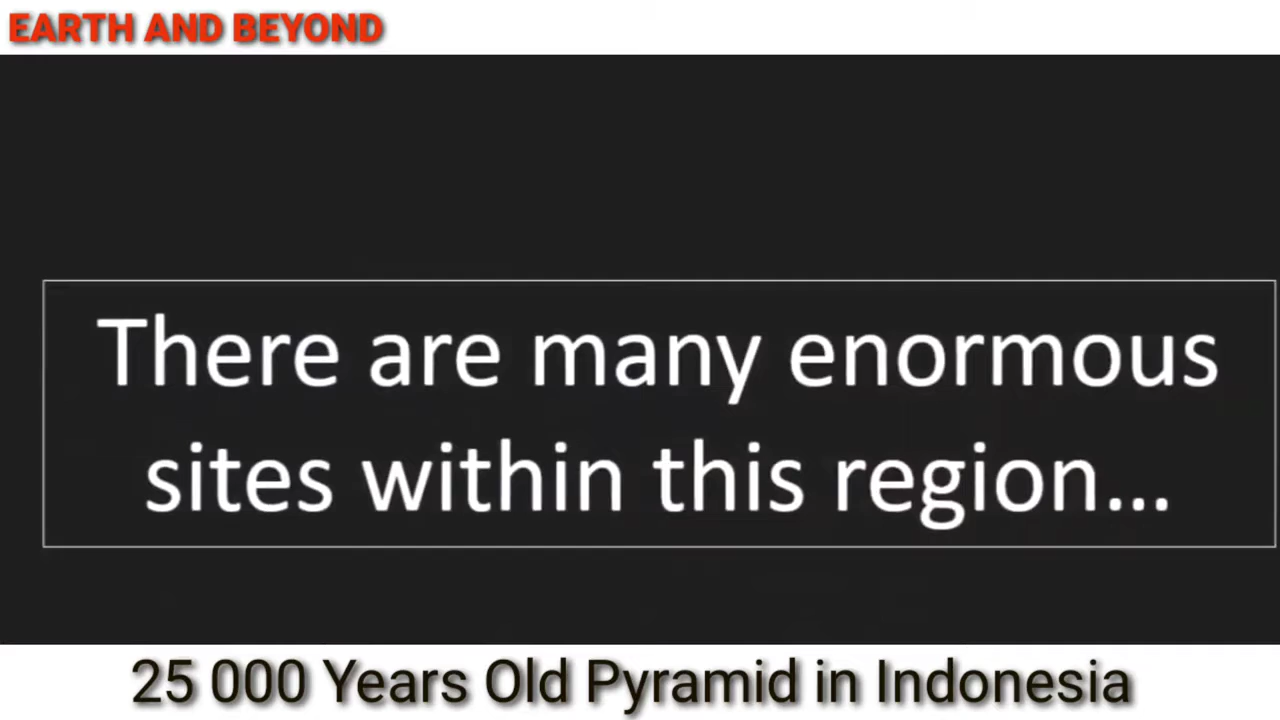 EARTH AND BEYOND
There are many enormous
sites within this region...
25 000 Years Old Pyramid in Indonesia